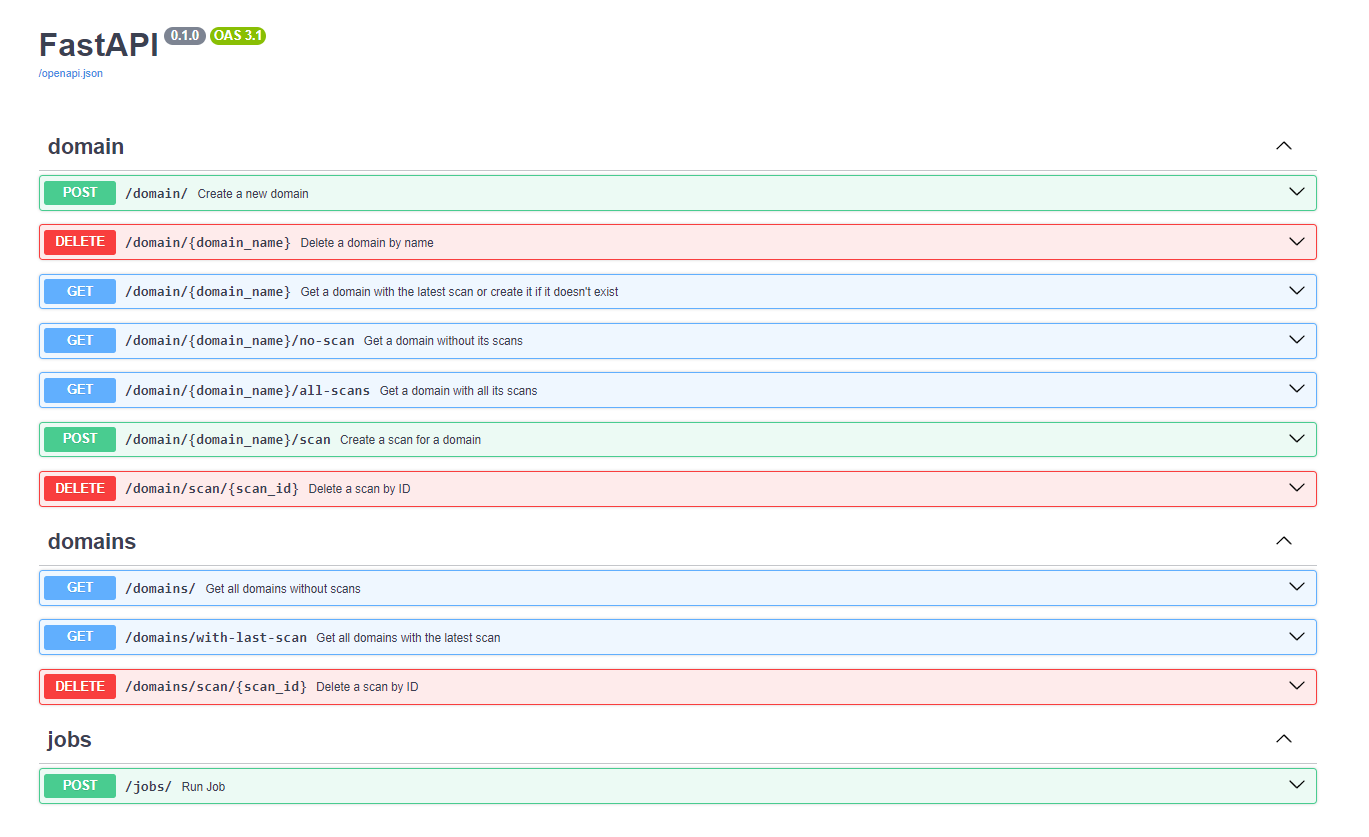 FastAPI 0.1.0 OAS 3.1
/openapi.json
domain
POST /domain/ Create a new domain
DELETE /domain/{domain_name} Delete a domain by name
GET /domain/{domain_name} Get a domain with the latest scan or create it if it doesn't exist
GET /domain/{domain_name}/no-scan Get a domain without its scans
GET /domain/{domain_name}/all-scans Get a domain with all its scans
POST /domain/{domain_name}/scan Create a scan for a domain
DELETE /domain/scan/{scan_id} Delete a scan by ID
domains
GET /domains/ Get all domains without scans
GET /domains/with-last-scan Get all domains with the latest scan
DELETE /domains/scan/{scan_id} Delete a scan by ID
jobs
POST /jobs/ Run Job